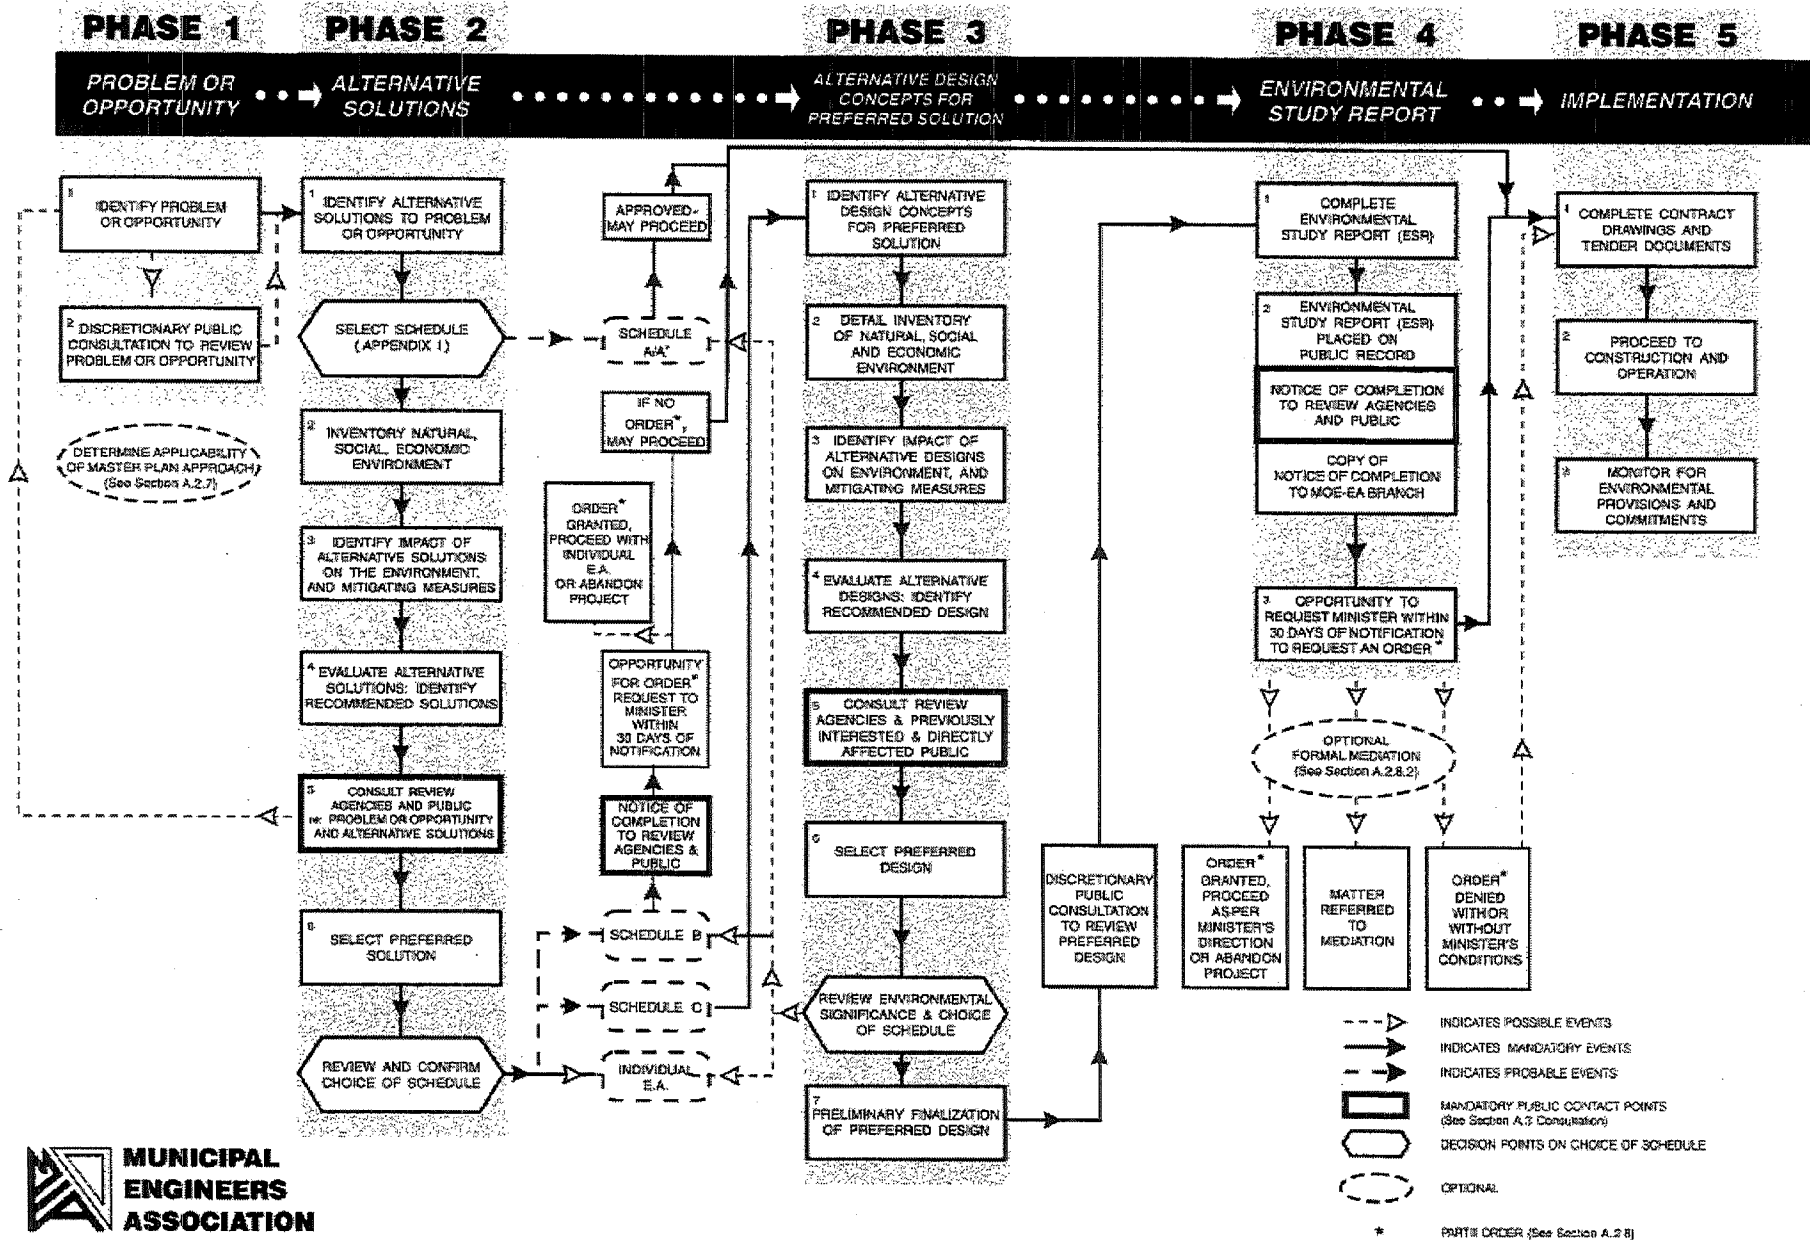 PHASE 1
PHASE 2
PHASE 3
PHASE 4
PHASE 5
PROBLEM OR
OPPORTUNITY
ALTERNATIVE
SOLUTIONS
ALTERNATIVE DESIGN
CONCEPTS FOR
PREFERRED SOLUTION
ENVIRONMENTAL
STUDY REPORT
IMPLEMENTATION
1
IDENTIFY PROBLEM
OR OPPORTUNITY
2 DISCRETIONARY PUBLIC
CONSULTATION TO REVIEW
PROBLEM OR OPPORTUNITY
DETERMINE APPLICABILITY
OF MASTER PLAN APPROACH
(See Section A.2.7)
1
IDENTIFY ALTERNATIVE
SOLUTIONS TO PROBLEM
OR OPPORTUNITY
SELECT SCHEDULE
(APPENDIX I)
2
INVENTORY NATURAL,
SOCIAL, ECONOMIC
ENVIRONMENT
3
IDENTIFY IMPACT OF
ALTERNATIVE SOLUTIONS
ON THE ENVIRONMENT,
AND MITIGATING MEASURES
4 EVALUATE ALTERNATIVE
SOLUTIONS: IDENTIFY
RECOMMENDED SOLUTIONS
5
CONSULT REVIEW
AGENCIES AND PUBLIC
re: PROBLEM OR OPPORTUNITY
AND ALTERNATIVE SOLUTIONS
6
SELECT PREFERRED
SOLUTION
REVIEW AND CONFIRM
CHOICE OF SCHEDULE
APPROVED-
MAY PROCEED
SCHEDULE
A/A+
IF NO
ORDER*,
MAY PROCEED
ORDER*
GRANTED,
PROCEED WITH
INDIVIDUAL
E.A.
OR ABANDON
PROJECT
OPPORTUNITY
FOR ORDER*
REQUEST TO
MINISTER
WITHIN
30 DAYS OF
NOTIFICATION
NOTICE OF
COMPLETION
TO REVIEW
AGENCIES &
PUBLIC
SCHEDULE B
SCHEDULE C
INDIVIDUAL
E.A.
1 IDENTIFY ALTERNATIVE
DESIGN CONCEPTS
FOR PREFERRED
SOLUTION
2
DETAIL INVENTORY
OF NATURAL, SOCIAL
AND ECONOMIC
ENVIRONMENT
3 IDENTIFY IMPACT OF
ALTERNATIVE DESIGNS
ON ENVIRONMENT, AND
MITIGATING MEASURES
4 EVALUATE ALTERNATIVE
DESIGNS: IDENTIFY
RECOMMENDED DESIGN
5
CONSULT REVIEW
AGENCIES & PREVIOUSLY
INTERESTED & DIRECTLY
AFFECTED PUBLIC
6
SELECT PREFERRED
DESIGN
REVIEW ENVIRONMENTAL
SIGNIFICANCE & CHOICE
OF SCHEDULE
7
PRELIMINARY FINALIZATION
OF PREFERRED DESIGN
DISCRETIONARY
PUBLIC
CONSULTATION
TO REVIEW
PREFERRED
DESIGN
1
COMPLETE
ENVIRONMENTAL
STUDY REPORT (ESR)
2
ENVIRONMENTAL
STUDY REPORT (ESR)
PLACED ON
PUBLIC RECORD
NOTICE OF COMPLETION
TO REVIEW AGENCIES
AND PUBLIC
COPY OF
NOTICE OF COMPLETION
TO MOE-EA BRANCH
3
OPPORTUNITY TO
REQUEST MINISTER WITHIN
30 DAYS OF NOTIFICATION
TO REQUEST AN ORDER*
OPTIONAL
FORMAL MEDIATION
(See Section A.2.8.2)
ORDER*
GRANTED,
PROCEED
AS PER
MINISTER'S
DIRECTION
OR ABANDON
PROJECT
MATTER
REFERRED
TO
MEDIATION
ORDER*
DENIED
WITH OR
WITHOUT
MINISTER'S
CONDITIONS
1
COMPLETE CONTRACT
DRAWINGS AND
TENDER DOCUMENTS
2
PROCEED TO
CONSTRUCTION AND
OPERATION
3
MONITOR FOR
ENVIRONMENTAL
PROVISIONS AND
COMMITMENTS
INDICATES POSSIBLE EVENTS
INDICATES MANDATORY EVENTS
INDICATES PROBABLE EVENTS
MANDATORY PUBLIC CONTACT POINTS
(See Section A.3 Consultation)
DECISION POINTS ON CHOICE OF SCHEDULE
OPTIONAL
* PART II ORDER (See Section A.2.8)
MUNICIPAL
ENGINEERS
ASSOCIATION